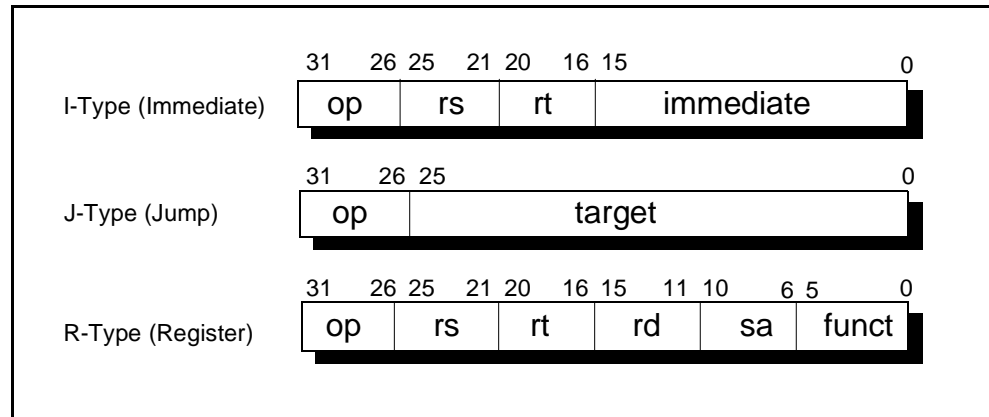 31 26 25 21 20 16 15 0
I-Type (Immediate) op rs rt immediate
31 26 25 0
J-Type (Jump) op target
31 26 25 21 20 16 15 11 10 6 5 0
R-Type (Register) op rs rt rd sa funct